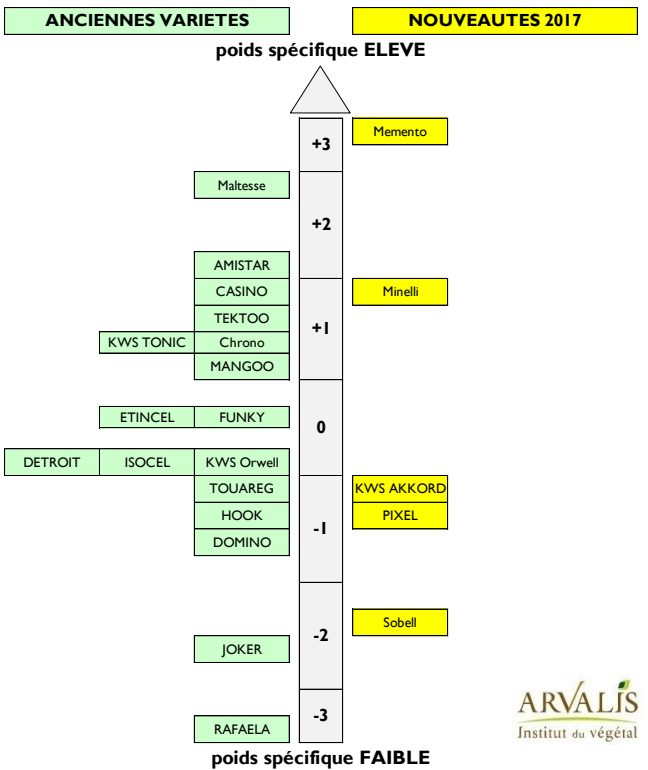 ANCIENNES VARIETES NOUVEAUTES 2017
poids spécifique ELEVE
+3 Memento
Maltesse
+2
AMISTAR
CASINO Minelli
TEKTOO
+1
KWS TONIC Chrono
MANGOO
ETINCEL FUNKY
0
DETROIT ISOCEL KWS Orwell
TOUAREG KWS AKKORD
HOOK PIXEL
-1
DOMINO
Sobell
-2
JOKER
-3
RAFAELA
ARVALIS
Institut du végétal
poids spécifique FAIBLE